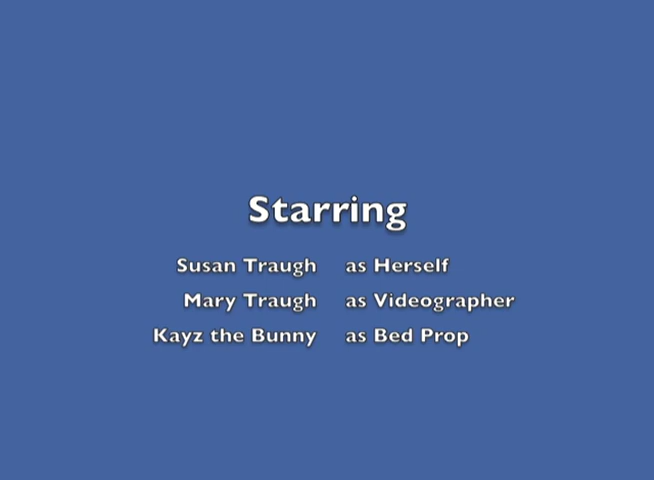 Starring
Susan Traugh as Herself
Mary Traugh as Videographer
Kayz the Bunny as Bed Prop